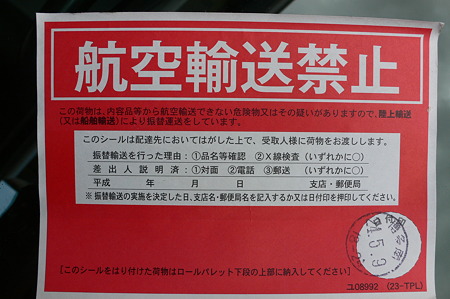 航空輸送禁止
この荷物は、内容品等から航空輸送できない危険物又はその疑いがありますので、陸上輸送
(又は船舶輸送)により振替運送をしています。
このシールは配達先においてはがした上で、受取人様に荷物をお渡しします。
振替輸送を行った理由:①品名等確認 ②X線検査(いずれかに○)
差出人説明済:①対面 ②電話 ③郵送 (いずれかに○)
平成 年 月 日 支店・郵便局
※振替輸送の実施を決定した日、支店名・郵便局名を記入するか又は日付印を押印してください。
21.5.9
[このシールをはり付けた荷物はロールパレット下段の上部に納入してください]
ユ08992 (23-TPL)